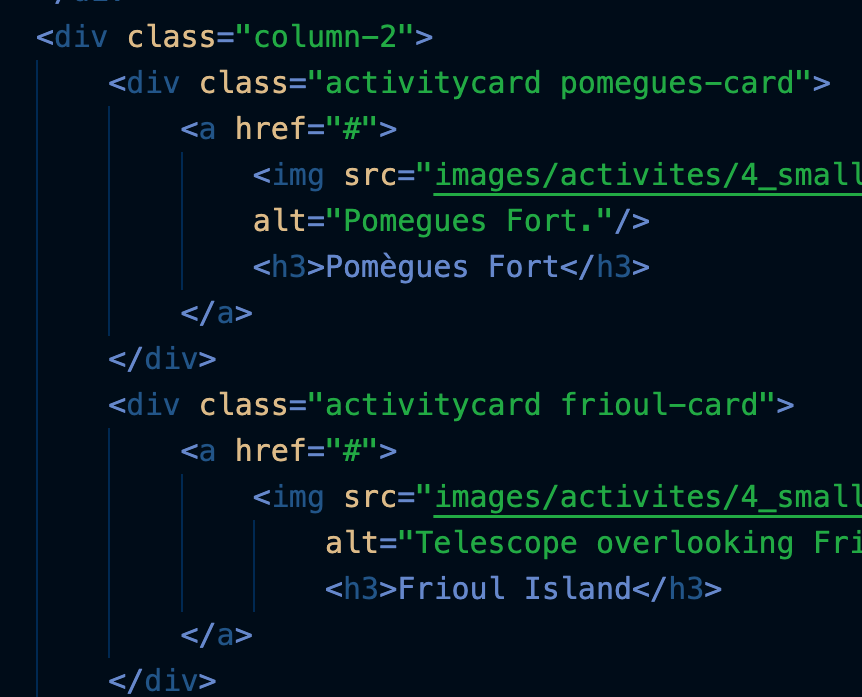 <div class="column-2">
<div class="activitycard pomegues-card">
<a href="#">
<img src="images/activites/4_small
alt="Pomegues Fort."/>
<h3>Pomègues Fort</h3>
</a>
</div>
<div class="activitycard frioul-card">
<a href="#">
<img src="images/activites/4_small
alt="Telescope overlooking Fri
<h3>Frioul Island</h3>
</a>
</div>